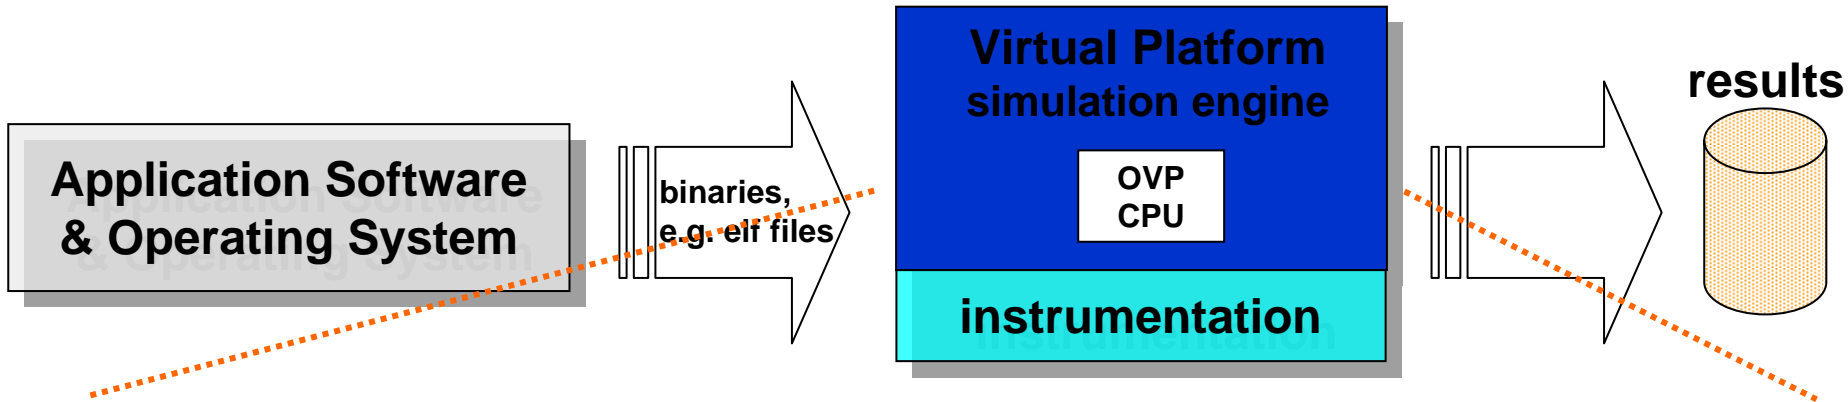 Application Software
& Operating System
binaries,
e.g. elf files
Virtual Platform
simulation engine
OVP
CPU
instrumentation
results